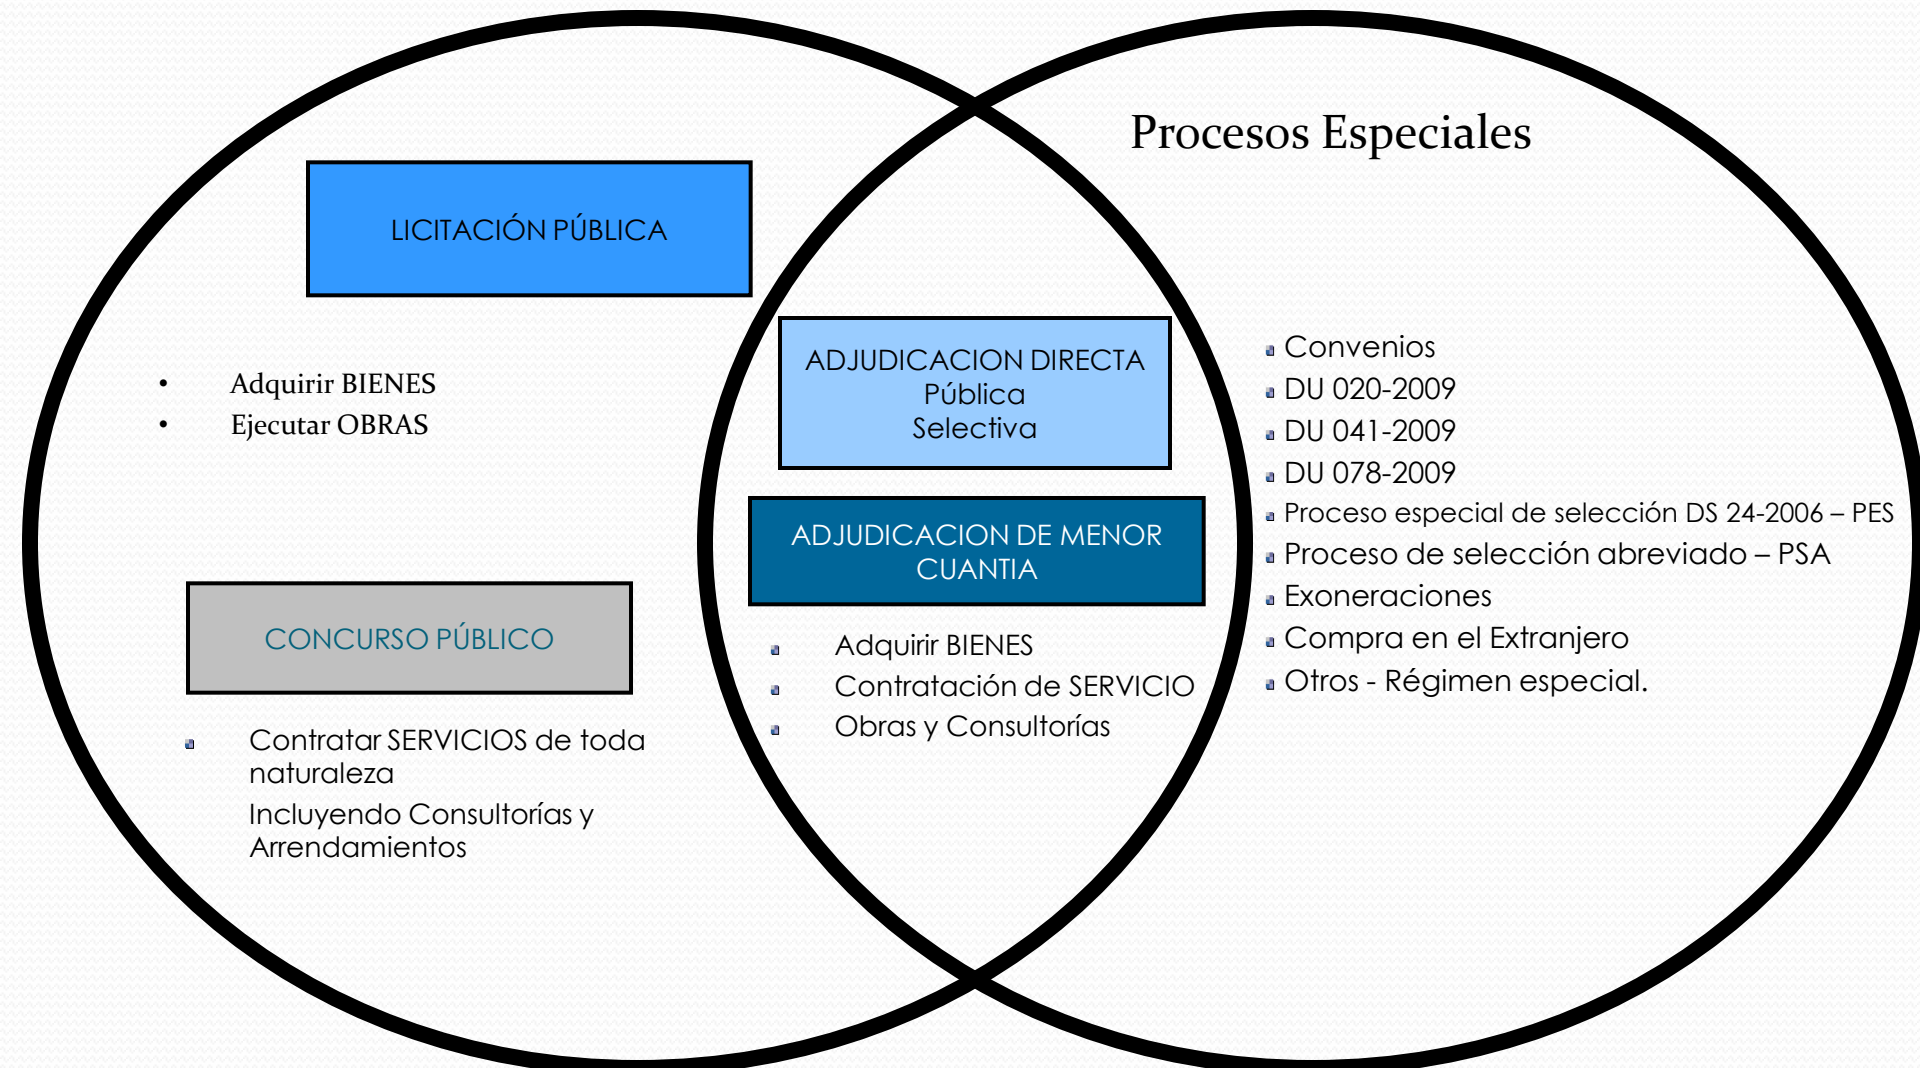 Procesos Especiales
LICITACIÓN PÚBLICA
• Adquirir BIENES
• Ejecutar OBRAS
CONCURSO PÚBLICO
Contratar SERVICIOS de toda
naturaleza
Incluyendo Consultorías y
Arrendamientos
ADJUDICACION DIRECTA
Pública
Selectiva
ADJUDICACION DE MENOR
CUANTIA
Adquirir BIENES
Contratación de SERVICIO
Obras y Consultorías
Convenios
DU 020-2009
DU 041-2009
DU 078-2009
Proceso especial de selección DS 24-2006 – PES
Proceso de selección abreviado – PSA
Exoneraciones
Compra en el Extranjero
Otros - Régimen especial.